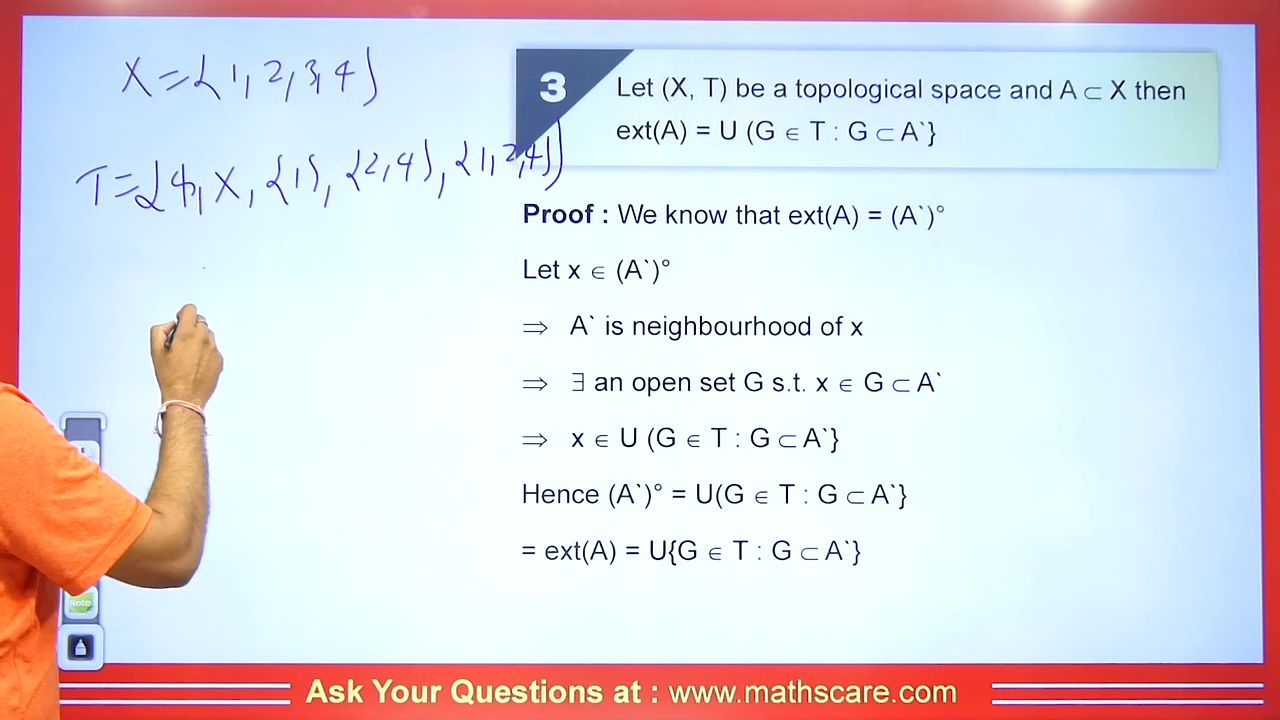 X = {1, 2, 3, 4}
T = {ϕ, X, {1}, {2, 4}, {1, 2, 4}}
3
Let (X, T) be a topological space and A ⊂ X then
ext(A) = U (G ∈ T : G ⊂ A`}
Proof : We know that ext(A) = (A`)°
Let x ∈ (A`)°
⇒ A` is neighbourhood of x
⇒ ∃ an open set G s.t. x ∈ G ⊂ A`
⇒ x ∈ U (G ∈ T : G ⊂ A`}
Hence (A`)° = U(G ∈ T : G ⊂ A`}
= ext(A) = U{G ∈ T : G ⊂ A`}
Note
Ask Your Questions at : www.mathscare.com